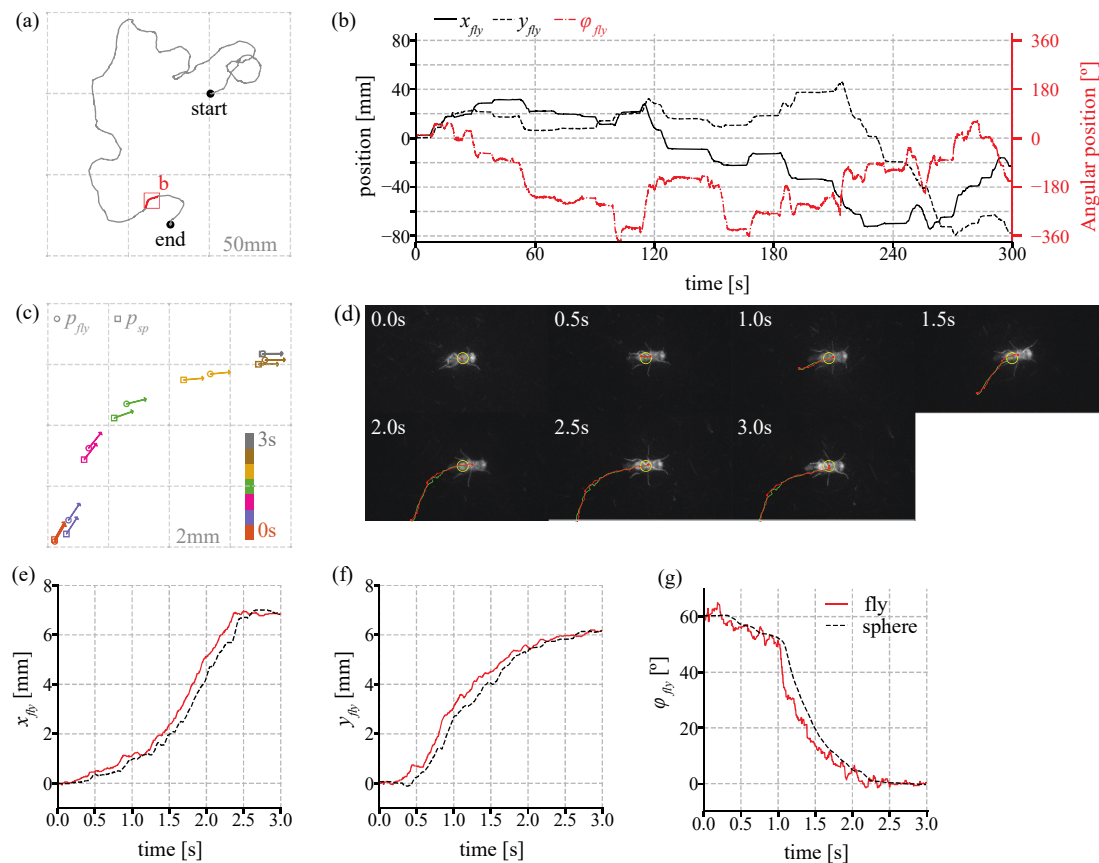 (a)
start
b
end
50mm
(b)
x_fly y_fly φ_fly
position [mm]
80
40
0
−40
−80
360
180
0
−180
−360
Angular position [º]
0 60 120 180 240 300
time [s]
(c)
p_fly p_sp
3s
0s
2mm
(d)
0.0s 0.5s 1.0s 1.5s
2.0s 2.5s 3.0s
(e)
x_fly [mm]
8
6
4
2
0
0.0 0.5 1.0 1.5 2.0 2.5 3.0
time [s]
(f)
y_fly [mm]
8
6
4
2
0
0.0 0.5 1.0 1.5 2.0 2.5 3.0
time [s]
(g)
fly
sphere
φ_fly [º]
60
40
20
0
0.0 0.5 1.0 1.5 2.0 2.5 3.0
time [s]